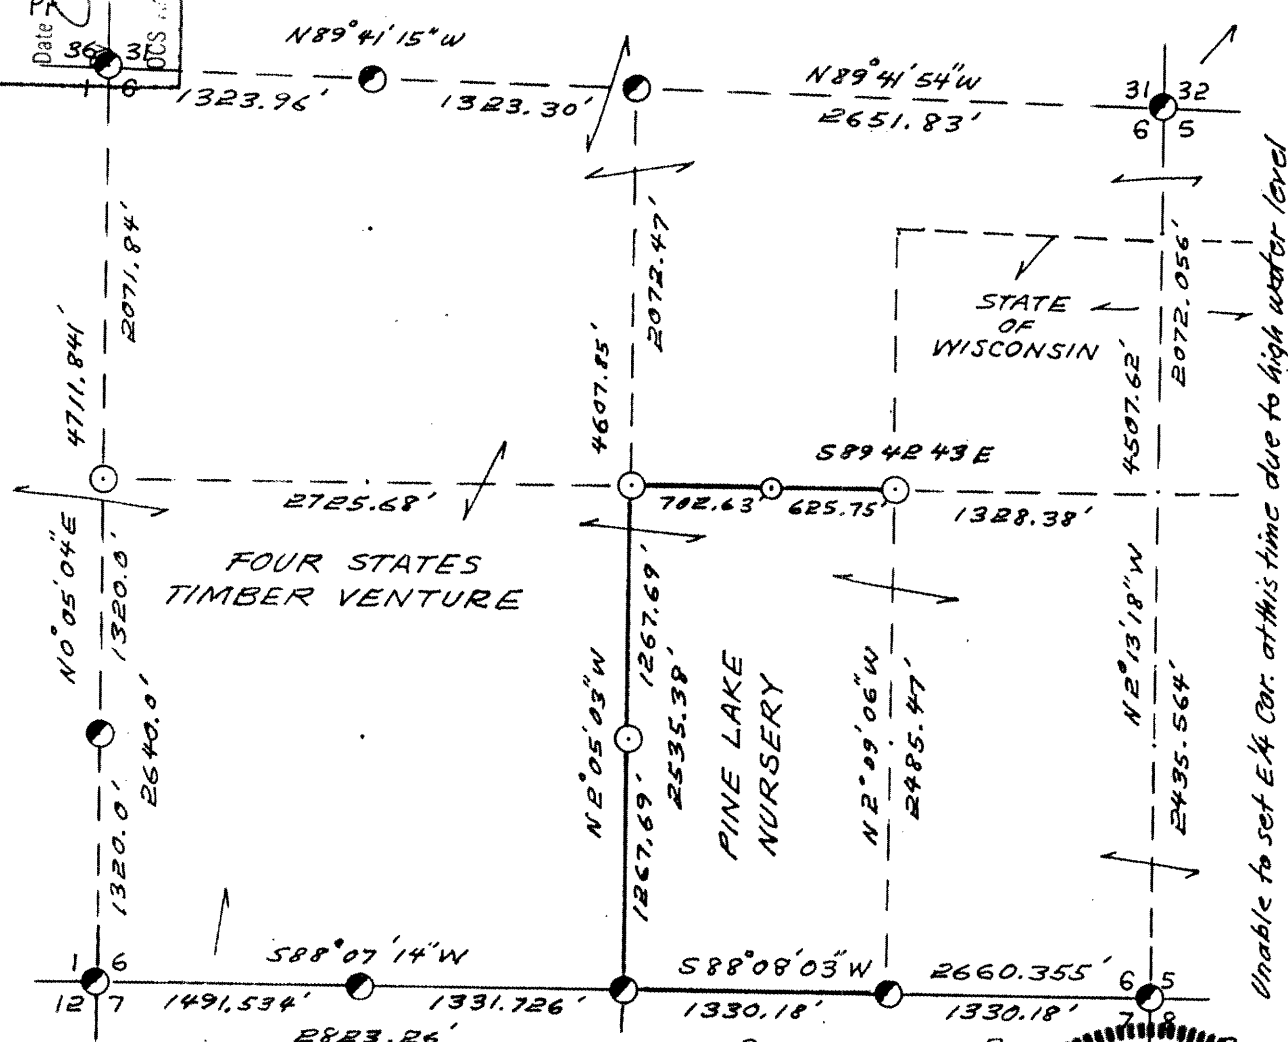 Date
36 31
1 6
DCS
N89°41'15"W
1323.96'
1323.30'
N89°41'54"W
2651.83'
31 32
6 5
2071.84'
4711.841'
2072.47'
4607.85'
STATE
OF
WISCONSIN
2072.056'
4507.62'
Unable to set E¼ Cor. at this time due to high water level
S89 42 43 E
2725.68'
702.63'
625.75'
1328.38'
FOUR STATES
TIMBER VENTURE
N0°05'04"E
1320.0'
2640.0'
1320.0'
N2°05'03"W
1267.69'
2535.38'
1267.69'
PINE LAKE
NURSERY
N2°09'06"W
2485.47'
N2°13'18"W
2435.564'
1 6
12 7
S88°07'14"W
1491.534'
1331.726'
2823.26'
S88°08'03"W
1330.18'
2660.355'
1330.18'
6 5
7 8